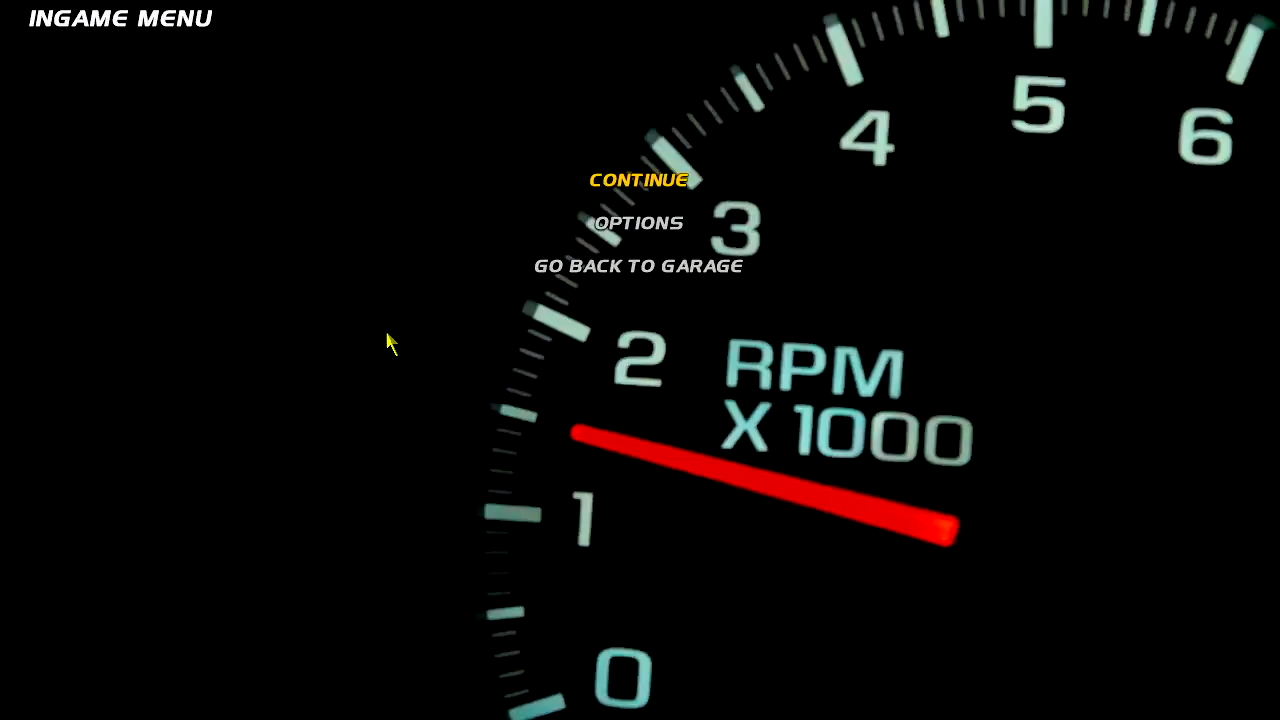 INGAME MENU
4
5
6
CONTINUE
OPTIONS
3
GO BACK TO GARAGE
2
RPM
X 1000
1
0